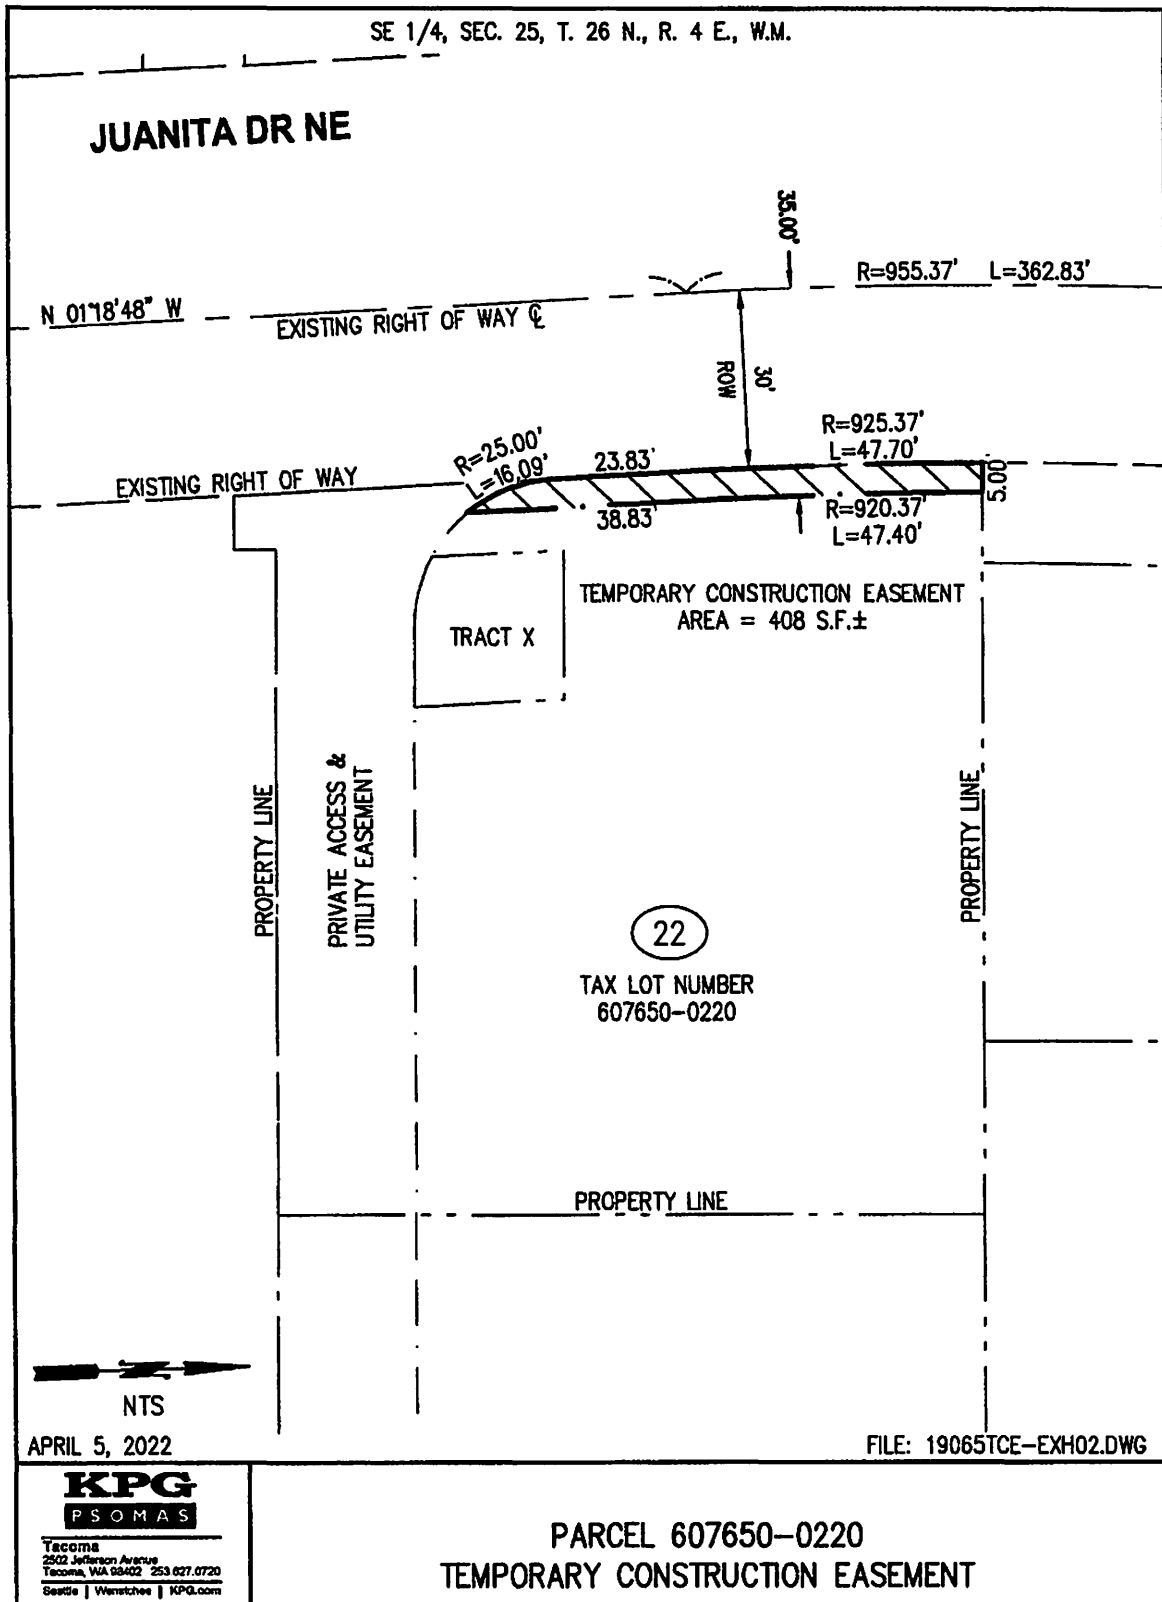 SE 1/4, SEC. 25, T. 26 N., R. 4 E., W.M.
JUANITA DR NE
35.00'
R=955.37' L=362.83'
N 01°18'48" W
EXISTING RIGHT OF WAY ℄
30'
ROW
R=925.37'
L=47.70'
R=25.00'
L=16.09'
23.83'
EXISTING RIGHT OF WAY
5.00
38.83'
R=920.37'
L=47.40'
TEMPORARY CONSTRUCTION EASEMENT
AREA = 408 S.F.±
TRACT X
PROPERTY LINE
PRIVATE ACCESS &
UTILITY EASEMENT
PROPERTY LINE
22
TAX LOT NUMBER
607650-0220
PROPERTY LINE
NTS
APRIL 5, 2022
FILE: 19065TCE-EXH02.DWG
KPG
PSOMAS
Tacoma
2502 Jefferson Avenue
Tacoma, WA 98402 253.627.0720
Seattle | Wenatchee | KPG.com
PARCEL 607650-0220
TEMPORARY CONSTRUCTION EASEMENT